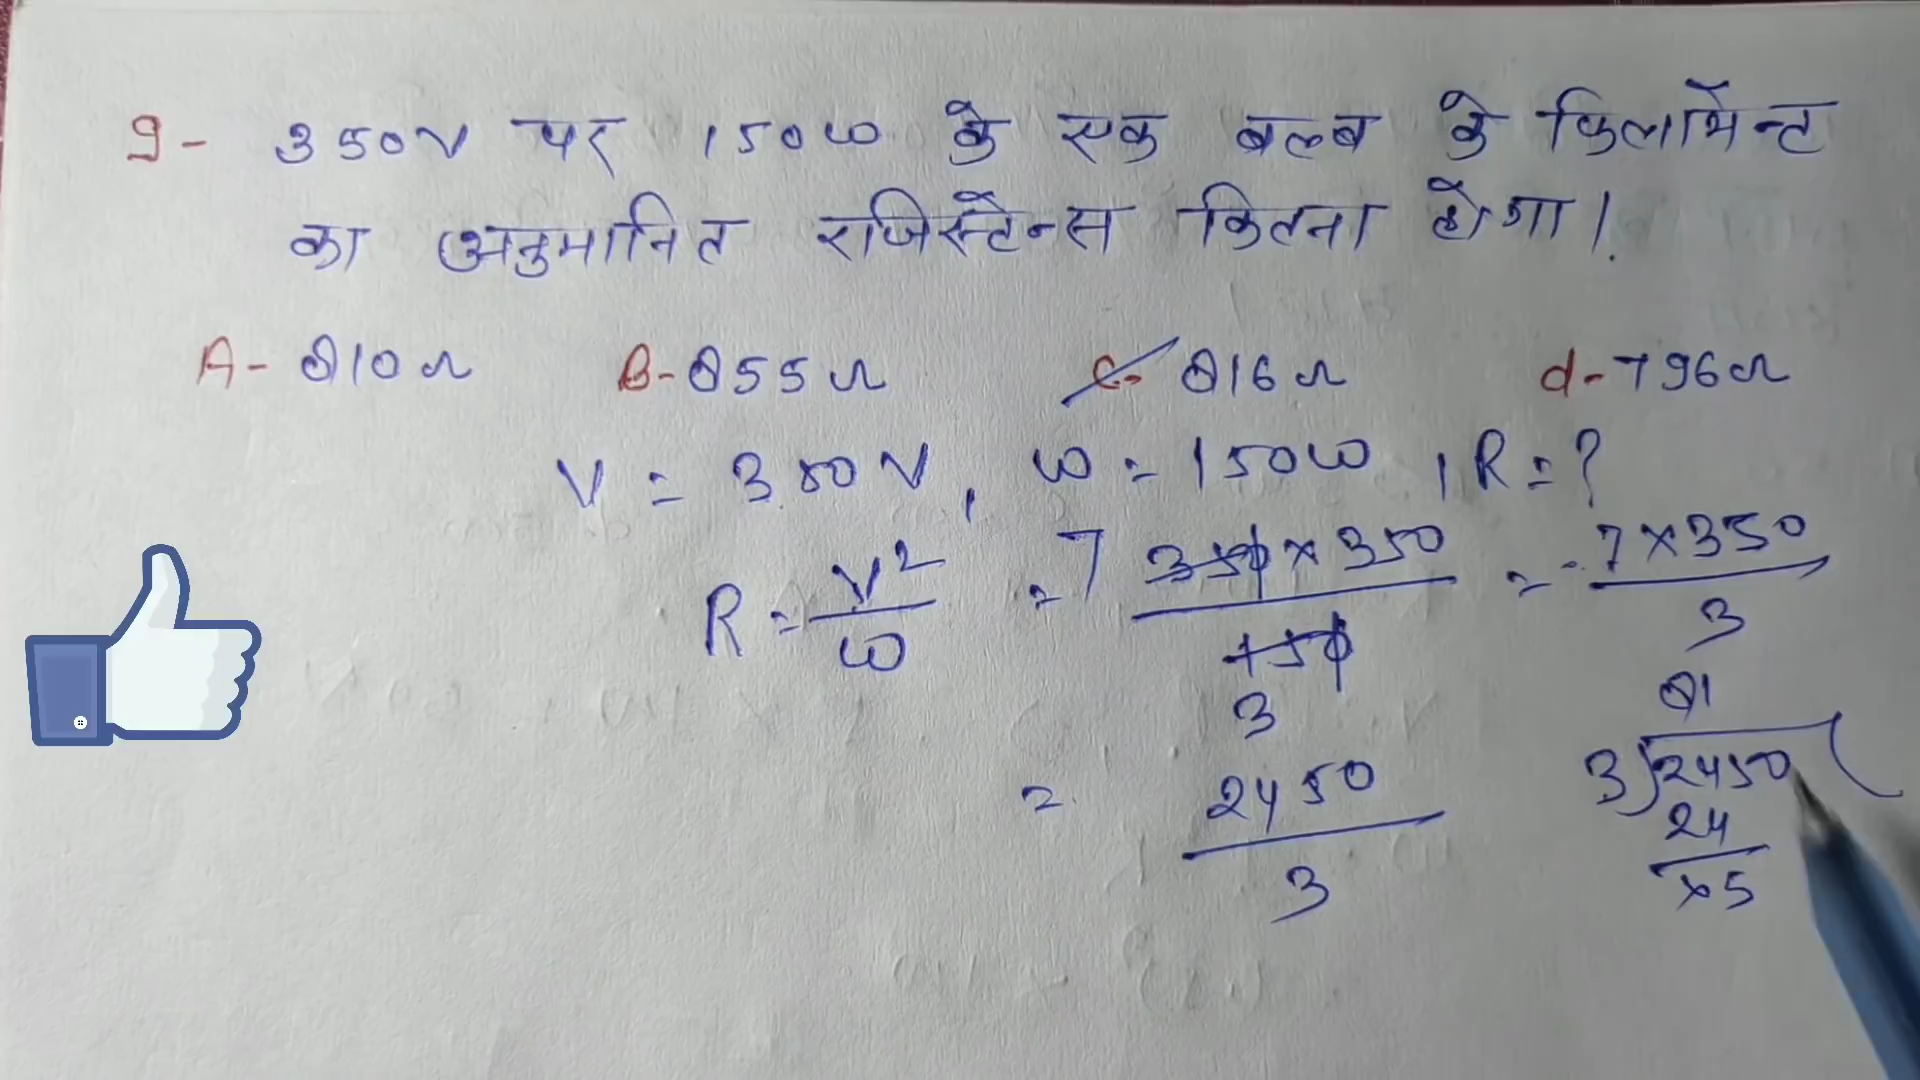 9- 350V पर 150W के एक बल्ब के फिलामेन्ट
का अनुमानित रजिस्टेन्स कितना होगा।
A- 810Ω B- 855Ω C- 816Ω d- 796Ω
V = 350V, W = 150W, R = ?
R = V²/W = 7 350×350/150 3 = 7×350/3
= 2450/3
81
3)2450(
24
×5